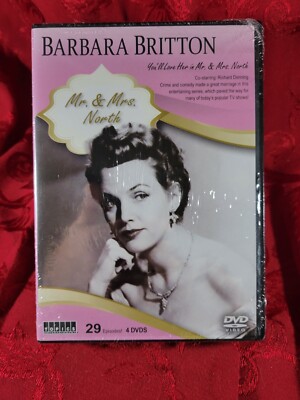 BARBARA BRITTON
You'll Love Her in Mr. & Mrs. North
Co-starring: Richard Denning
Crime and comedy made a great marriage in this
entertaining series, which paved the way for
many of today's popular TV shows!
Mr. & Mrs.
North
29 Episodes! 4 DVDS
DVD
VIDEO